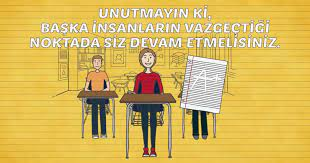 UNUTMAYIN Kİ,
BAŞKA İNSANLARIN VAZGEÇTİĞİ
NOKTADA SİZ DEVAM ETMELİSİNİZ.
A+